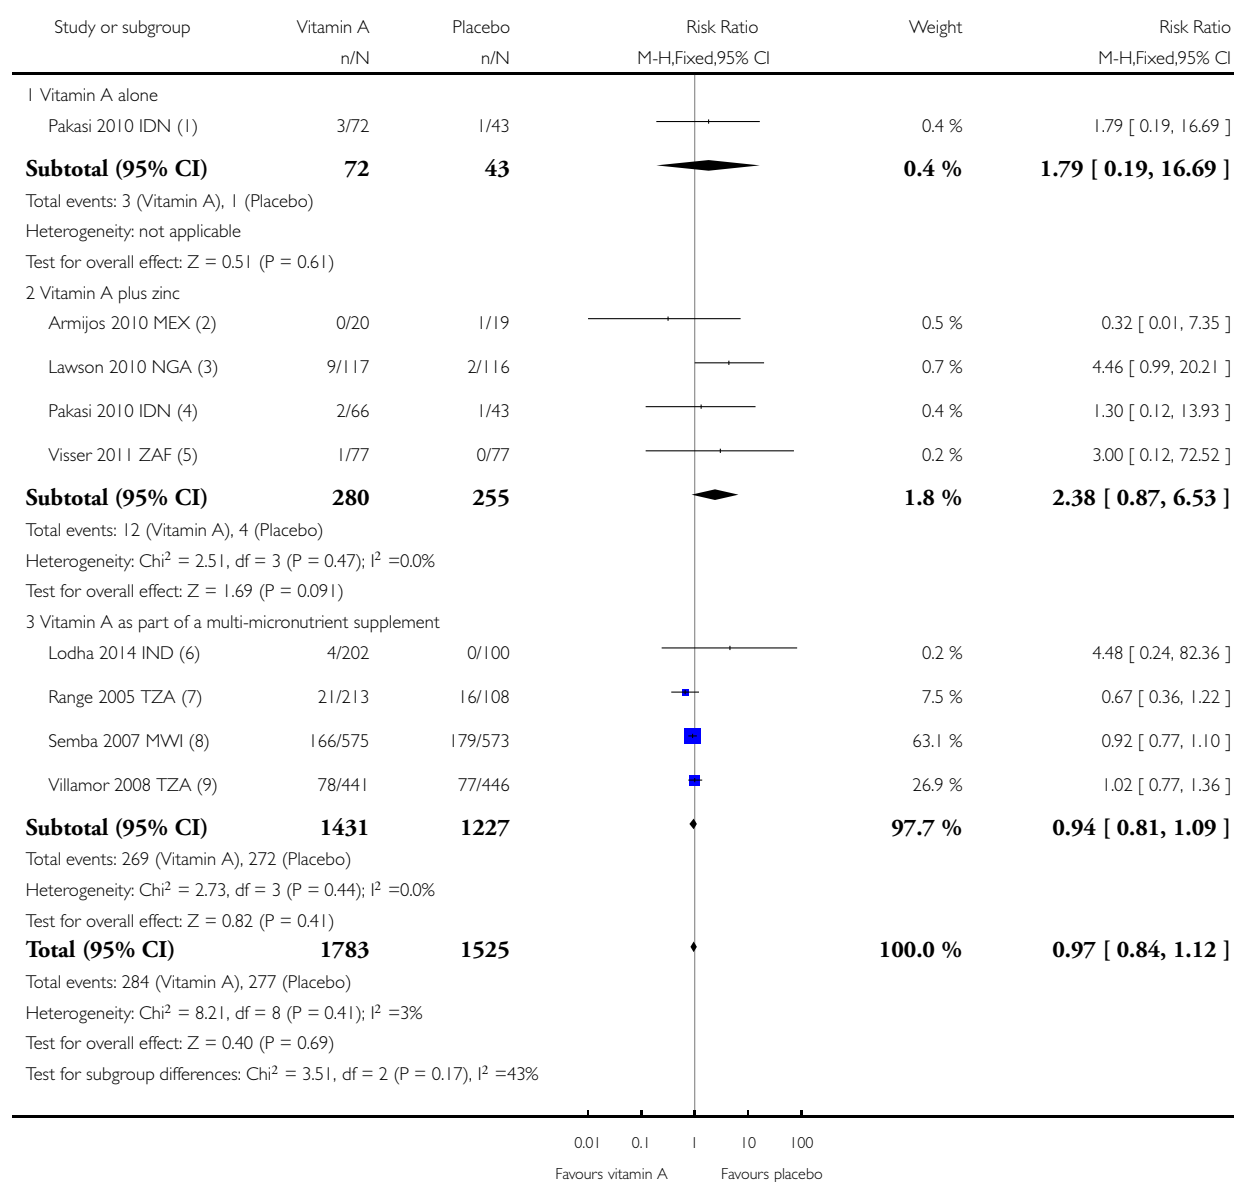 Study or subgroup Vitamin A Placebo Risk Ratio Weight Risk Ratio
n/N n/N M-H,Fixed,95% CI M-H,Fixed,95% CI
1 Vitamin A alone
Pakasi 2010 IDN (1) 3/72 1/43 0.4 % 1.79 [ 0.19, 16.69 ]
Subtotal (95% CI) 72 43 0.4 % 1.79 [ 0.19, 16.69 ]
Total events: 3 (Vitamin A), 1 (Placebo)
Heterogeneity: not applicable
Test for overall effect: Z = 0.51 (P = 0.61)
2 Vitamin A plus zinc
Armijos 2010 MEX (2) 0/20 1/19 0.5 % 0.32 [ 0.01, 7.35 ]
Lawson 2010 NGA (3) 9/117 2/116 0.7 % 4.46 [ 0.99, 20.21 ]
Pakasi 2010 IDN (4) 2/66 1/43 0.4 % 1.30 [ 0.12, 13.93 ]
Visser 2011 ZAF (5) 1/77 0/77 0.2 % 3.00 [ 0.12, 72.52 ]
Subtotal (95% CI) 280 255 1.8 % 2.38 [ 0.87, 6.53 ]
Total events: 12 (Vitamin A), 4 (Placebo)
Heterogeneity: Chi² = 2.51, df = 3 (P = 0.47); I² =0.0%
Test for overall effect: Z = 1.69 (P = 0.091)
3 Vitamin A as part of a multi-micronutrient supplement
Lodha 2014 IND (6) 4/202 0/100 0.2 % 4.48 [ 0.24, 82.36 ]
Range 2005 TZA (7) 21/213 16/108 7.5 % 0.67 [ 0.36, 1.22 ]
Semba 2007 MWI (8) 166/575 179/573 63.1 % 0.92 [ 0.77, 1.10 ]
Villamor 2008 TZA (9) 78/441 77/446 26.9 % 1.02 [ 0.77, 1.36 ]
Subtotal (95% CI) 1431 1227 97.7 % 0.94 [ 0.81, 1.09 ]
Total events: 269 (Vitamin A), 272 (Placebo)
Heterogeneity: Chi² = 2.73, df = 3 (P = 0.44); I² =0.0%
Test for overall effect: Z = 0.82 (P = 0.41)
Total (95% CI) 1783 1525 100.0 % 0.97 [ 0.84, 1.12 ]
Total events: 284 (Vitamin A), 277 (Placebo)
Heterogeneity: Chi² = 8.21, df = 8 (P = 0.41); I² =3%
Test for overall effect: Z = 0.40 (P = 0.69)
Test for subgroup differences: Chi² = 3.51, df = 2 (P = 0.17), I² =43%
0.01 0.1 1 10 100
Favours vitamin A Favours placebo